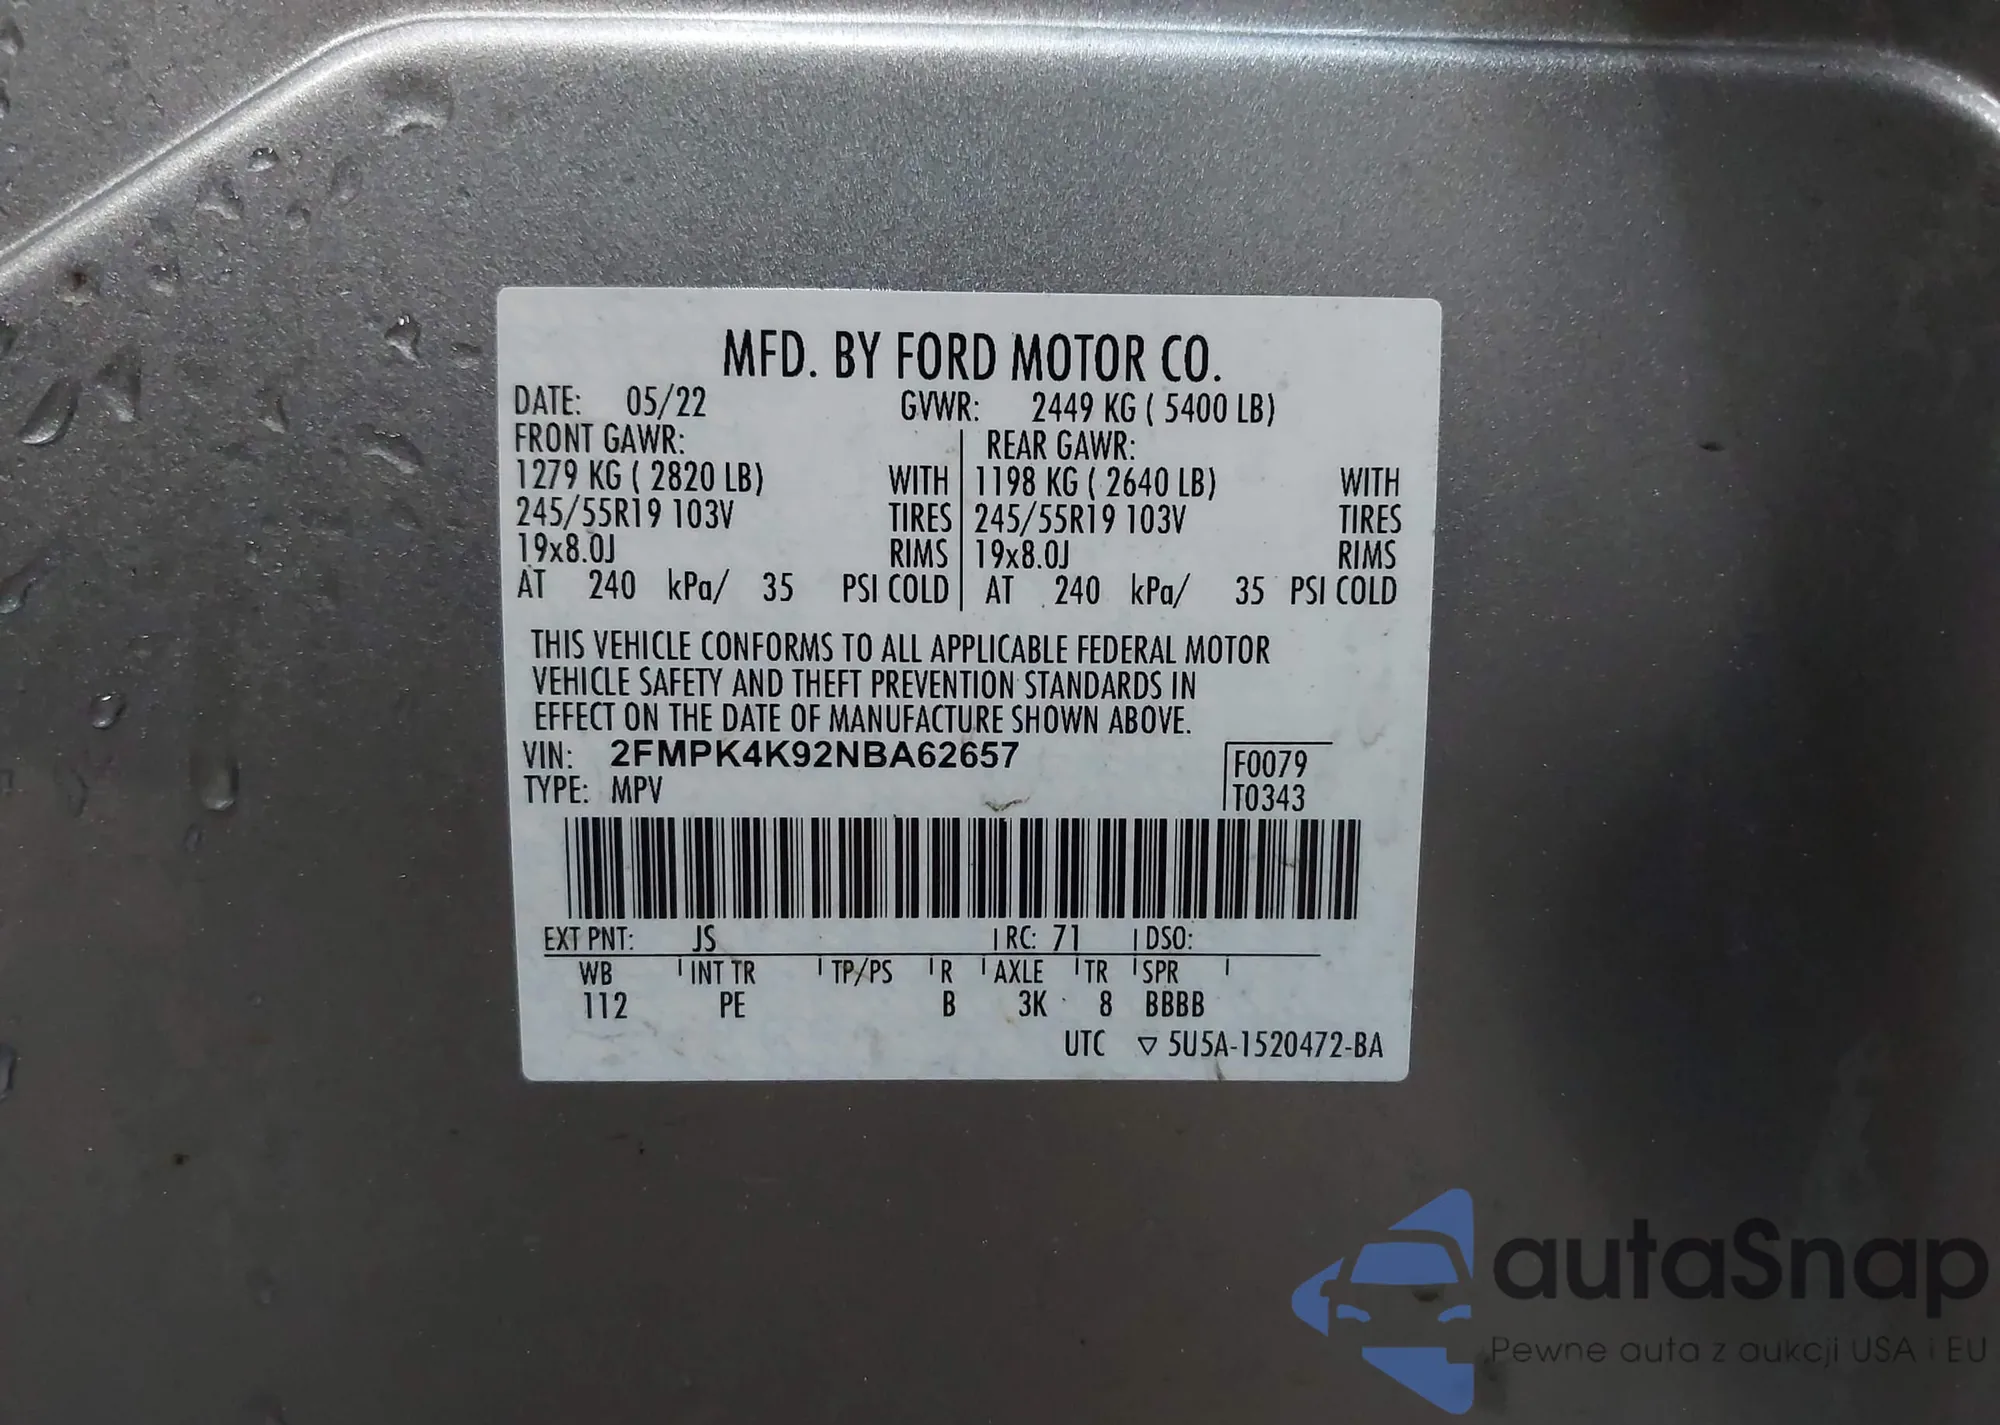 MFD. BY FORD MOTOR CO.
DATE: 05/22 GVWR: 2449 KG ( 5400 LB)
FRONT GAWR: REAR GAWR:
1279 KG ( 2820 LB) WITH 1198 KG ( 2640 LB) WITH
245/55R19 103V TIRES 245/55R19 103V TIRES
19x8.0J RIMS 19x8.0J RIMS
AT 240 kPa/ 35 PSI COLD AT 240 kPa/ 35 PSI COLD
THIS VEHICLE CONFORMS TO ALL APPLICABLE FEDERAL MOTOR
VEHICLE SAFETY AND THEFT PREVENTION STANDARDS IN
EFFECT ON THE DATE OF MANUFACTURE SHOWN ABOVE.
VIN: 2FMPK4K92NBA62657 F0079
TYPE: MPV T0343
EXT PNT: JS RC: 71 DSO:
WB INT TR TP/PS R AXLE TR SPR
112 PE B 3K 8 BBBB
UTC ▽ 5U5A-1520472-BA
autaSnap
Pewne auta z aukcji USA i EU